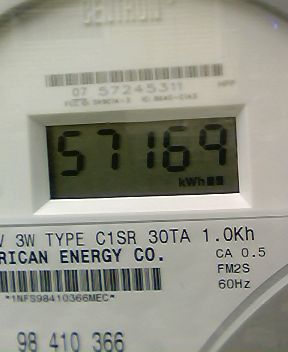 CENTRON
07 57245311
57169
kWh
V 3W TYPE C1SR 30TA 1.0Kh
RICAN ENERGY CO.
CA 0.5
FM2S
60Hz
*1NFS98410366MEC*
98 410 366